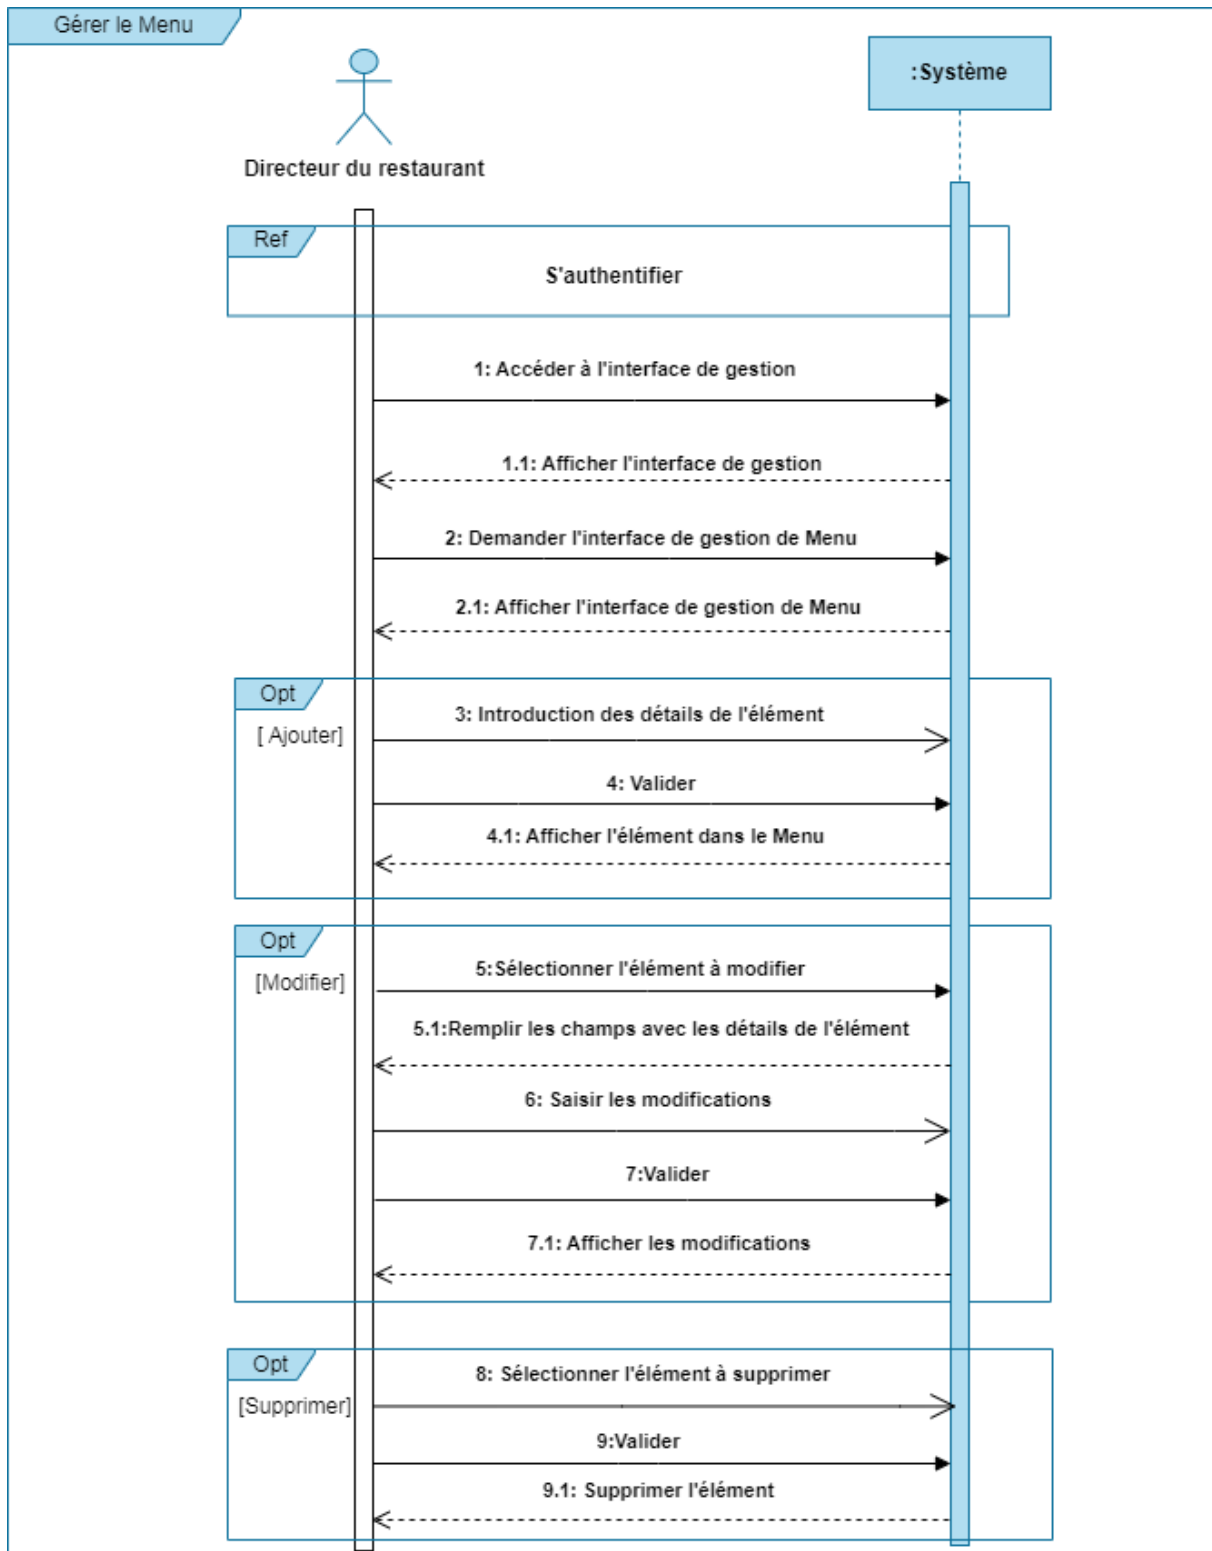 Gérer le Menu
:Système
Directeur du restaurant
Ref
S'authentifier
1: Accéder à l'interface de gestion
1.1: Afficher l'interface de gestion
2: Demander l'interface de gestion de Menu
2.1: Afficher l'interface de gestion de Menu
Opt
[ Ajouter]
3: Introduction des détails de l'élément
4: Valider
4.1: Afficher l'élément dans le Menu
Opt
[Modifier]
5:Sélectionner l'élément à modifier
5.1:Remplir les champs avec les détails de l'élément
6: Saisir les modifications
7:Valider
7.1: Afficher les modifications
Opt
[Supprimer]
8: Sélectionner l'élément à supprimer
9:Valider
9.1: Supprimer l'élément